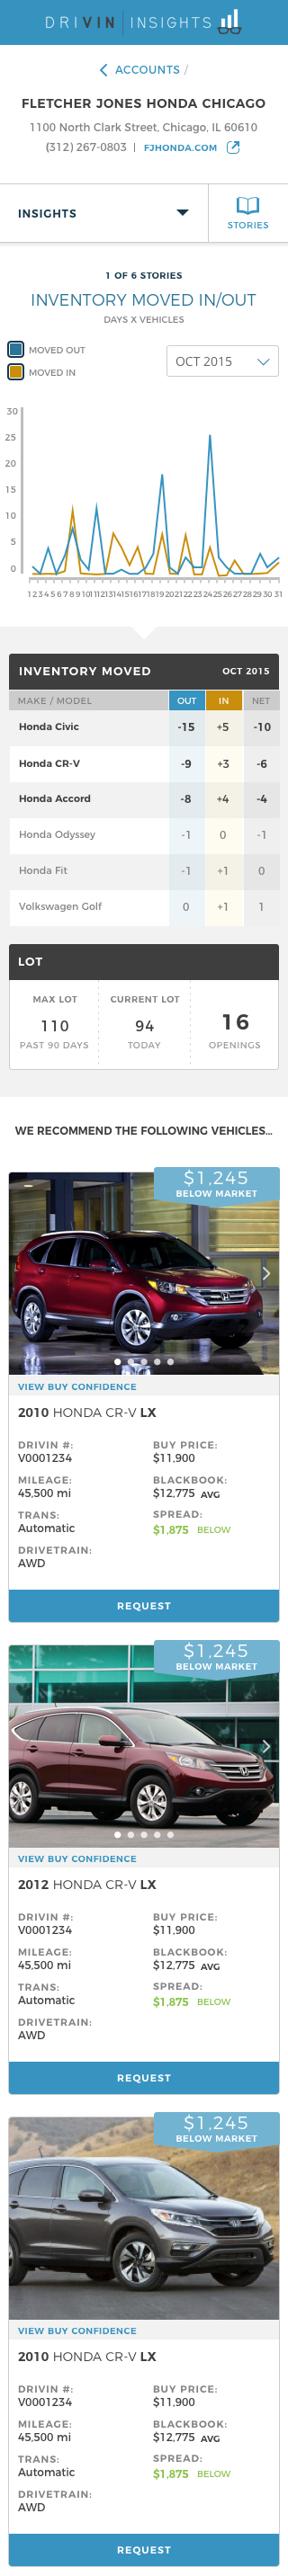 DRIVIN INSIGHTS
ACCOUNTS /
FLETCHER JONES HONDA CHICAGO
1100 North Clark Street, Chicago, IL 60610
(312) 267-0803 | FJHONDA.COM
INSIGHTS
STORIES
1 OF 6 STORIES
INVENTORY MOVED IN/OUT
DAYS X VEHICLES
MOVED OUT
MOVED IN
OCT 2015
30
25
20
15
10
5
0
1 2 3 4 5 6 7 8 9 10 11 12 13 14 15 16 17 18 19 20 21 22 23 24 25 26 27 28 29 30 31
INVENTORY MOVED OCT 2015
MAKE / MODEL OUT IN NET
Honda Civic -15 +5 -10
Honda CR-V -9 +3 -6
Honda Accord -8 +4 -4
Honda Odyssey -1 0 -1
Honda Fit -1 +1 0
Volkswagen Golf 0 +1 1
LOT
MAX LOT
110
PAST 90 DAYS
CURRENT LOT
94
TODAY
16
OPENINGS
WE RECOMMEND THE FOLLOWING VEHICLES...
$1,245
BELOW MARKET
VIEW BUY CONFIDENCE
2010 HONDA CR-V LX
DRIVIN #:
V0001234
BUY PRICE:
$11,900
MILEAGE:
45,500 mi
BLACKBOOK:
$12,775 AVG
TRANS:
Automatic
SPREAD:
$1,875 BELOW
DRIVETRAIN:
AWD
REQUEST
$1,245
BELOW MARKET
VIEW BUY CONFIDENCE
2012 HONDA CR-V LX
DRIVIN #:
V0001234
BUY PRICE:
$11,900
MILEAGE:
45,500 mi
BLACKBOOK:
$12,775 AVG
TRANS:
Automatic
SPREAD:
$1,875 BELOW
DRIVETRAIN:
AWD
REQUEST
$1,245
BELOW MARKET
VIEW BUY CONFIDENCE
2010 HONDA CR-V LX
DRIVIN #:
V0001234
BUY PRICE:
$11,900
MILEAGE:
45,500 mi
BLACKBOOK:
$12,775 AVG
TRANS:
Automatic
SPREAD:
$1,875 BELOW
DRIVETRAIN:
AWD
REQUEST